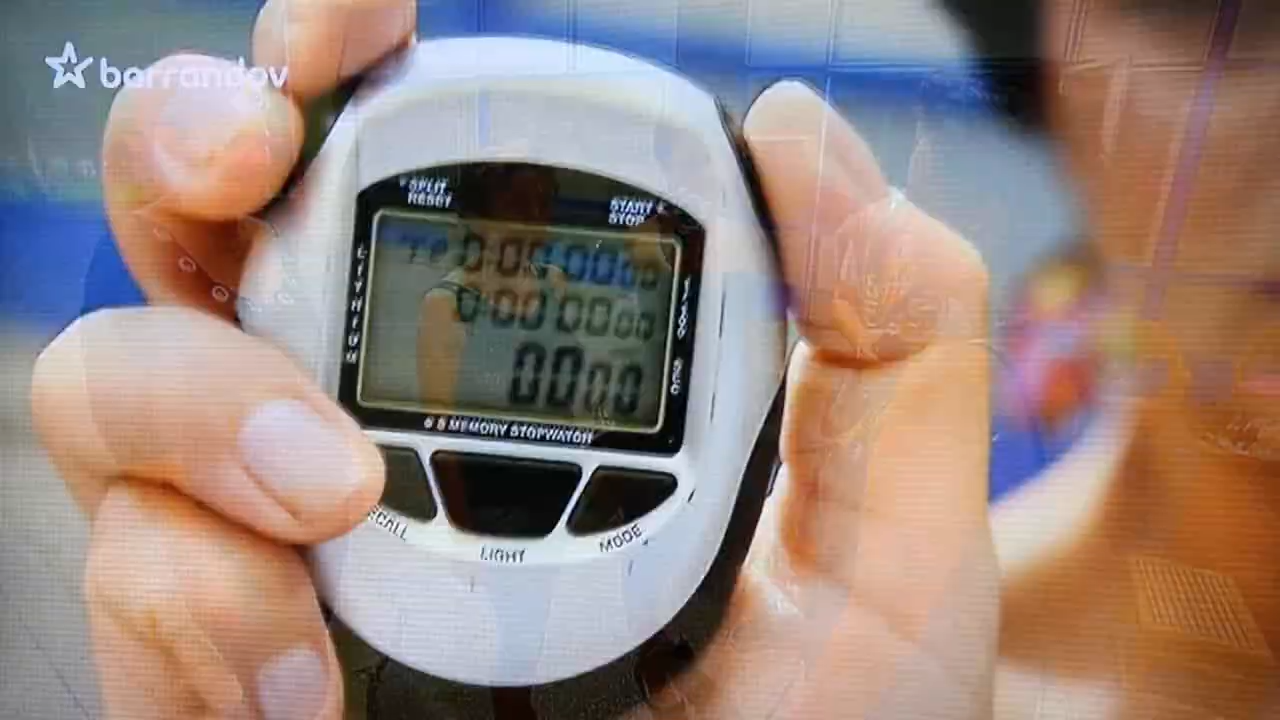 barrandov
SPLIT
RESET
START
STOP
0:00'00 00
0:00'00 00
00 00
MEMORY STOPWATCH
RECALL
LIGHT
MODE